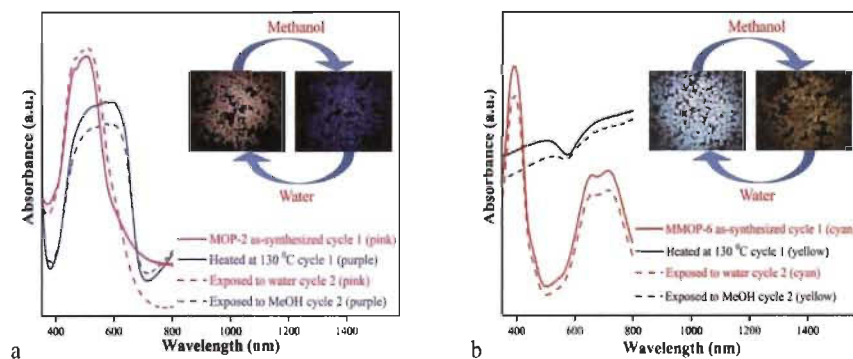 Methanol
Water
Absorbance (a.u.)
MOP-2 as-synthesized cycle 1 (pink)
Heated at 130 ⁰C cycle 1 (purple)
Exposed to water cycle 2 (pink)
Exposed to MeOH cycle 2 (purple)
400 600 800 1000 1200 1400
Wavelength (nm)
a
Methanol
Water
Absorbance (a.u.)
MMOP-6 as-synthesized cycle 1 (cyan
Heated at 130 ⁰C cycle 1 (yellow)
Exposed to water cycle 2 (cyan)
Exposed to MeOH cycle 2 (yellow)
400 600 800 1000 1200 1400
Wavelength (nm)
b